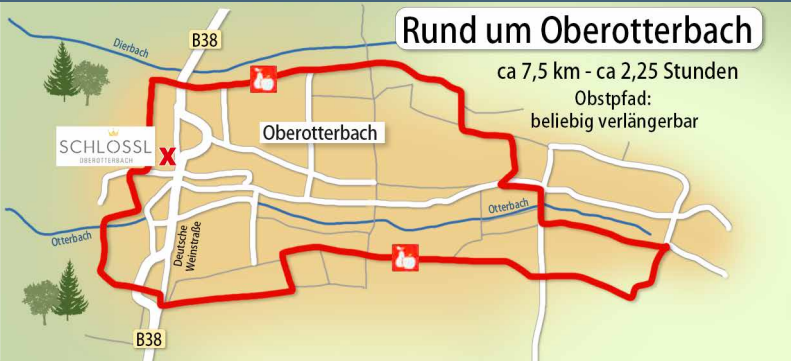 Rund um Oberotterbach
ca 7,5 km - ca 2,25 Stunden
Obstpfad:
beliebig verlängerbar
B38
Dierbach
Oberotterbach
SCHLÖSSL
OBEROTTERBACH
X
Otterbach
Otterbach
Deutsche
Weinstraße
B38